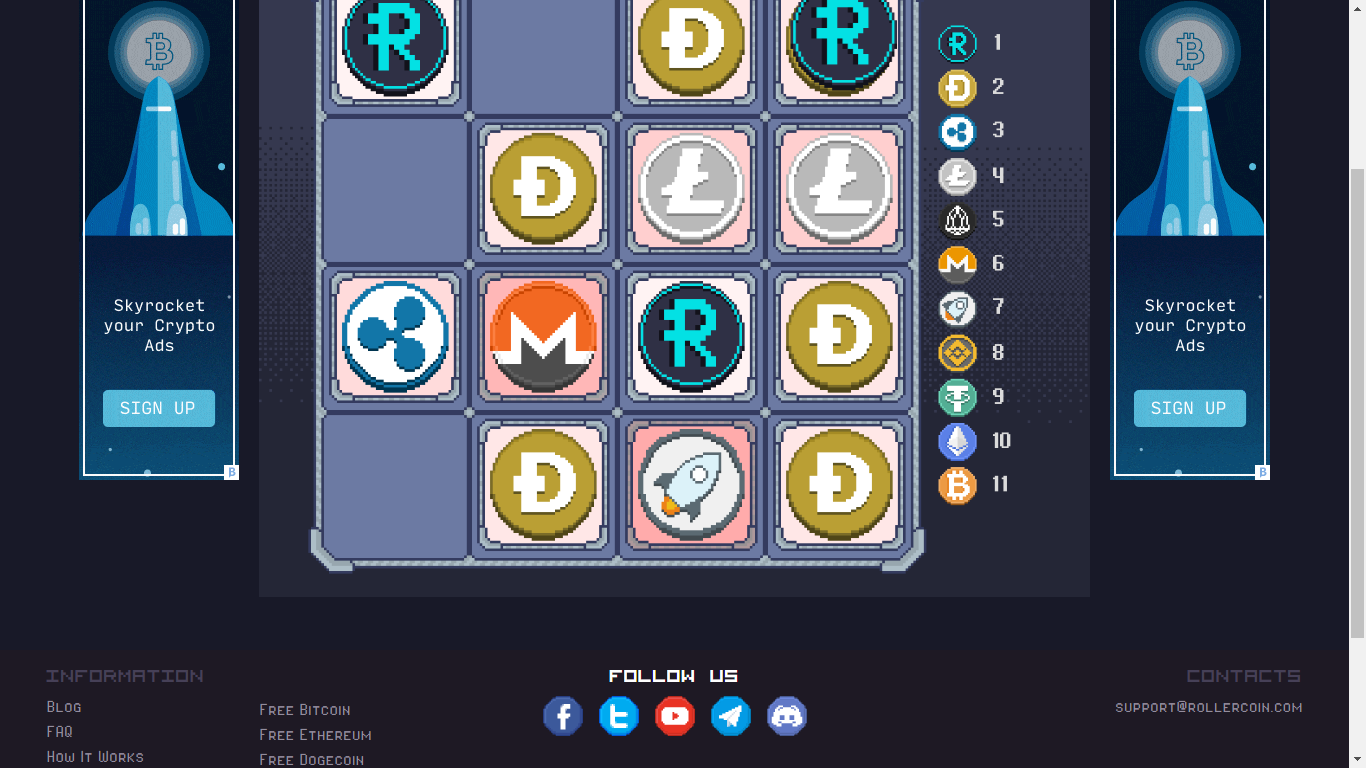 1
2
3
4
5
6
7
8
9
10
11
Skyrocket
your Crypto
Ads
SIGN UP
Skyrocket
your Crypto
Ads
SIGN UP
INFORMATION
Blog
FAQ
How It Works
Free Bitcoin
Free Ethereum
Free Dogecoin
FOLLOW US
CONTACTS
support@rollercoin.com